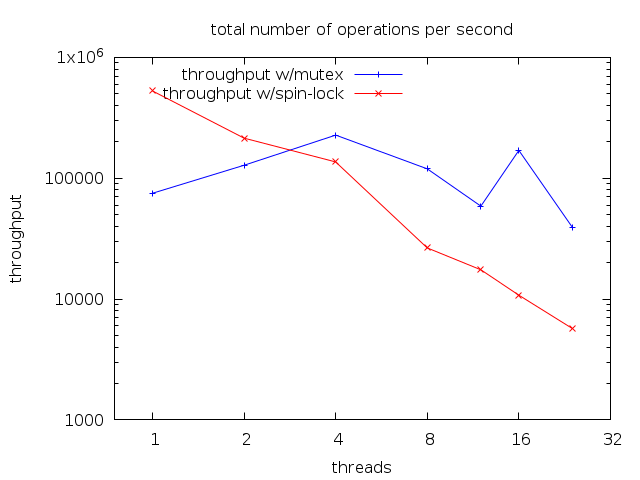 total number of operations per second
1x10^6
throughput w/mutex
throughput w/spin-lock
100000
throughput
10000
1000
1 2 4 8 16 32
threads